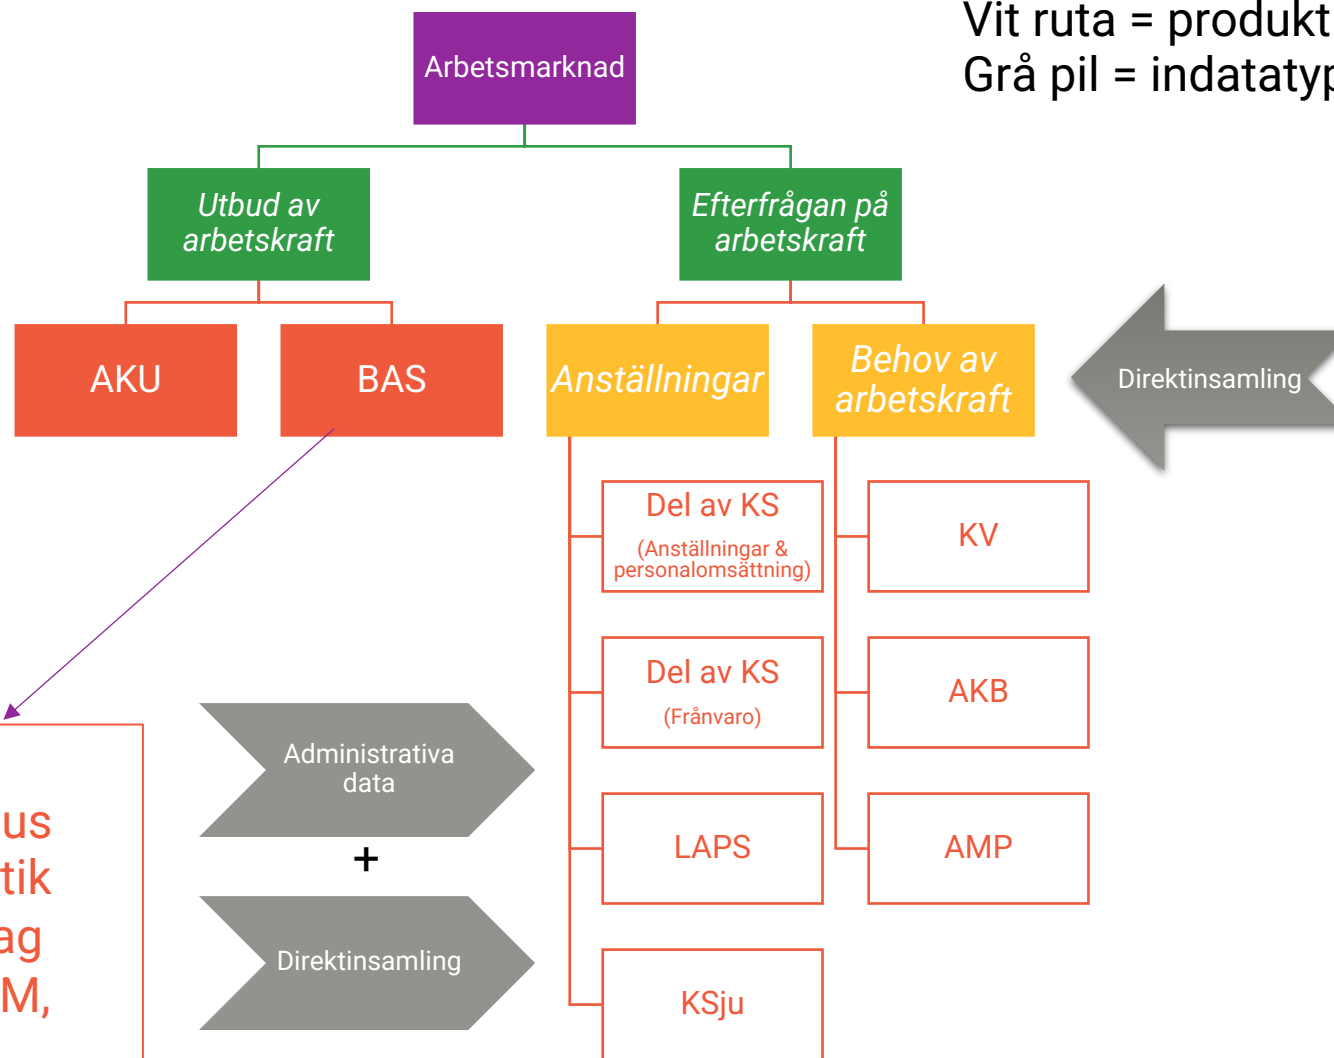 Vit ruta = produkt
Grå pil = indatatyp
Arbetsmarknad
Utbud av
arbetskraft
Efterfrågan på
arbetskraft
AKU
BAS
Anställningar
Behov av
arbetskraft
Direktinsamling
Del av KS
(Anställningar &
personalomsättning)
KV
Del av KS
(Frånvaro)
AKB
LAPS
AMP
KSju
Administrativa
data
+
Direktinsamling
us
tik
ag
M,